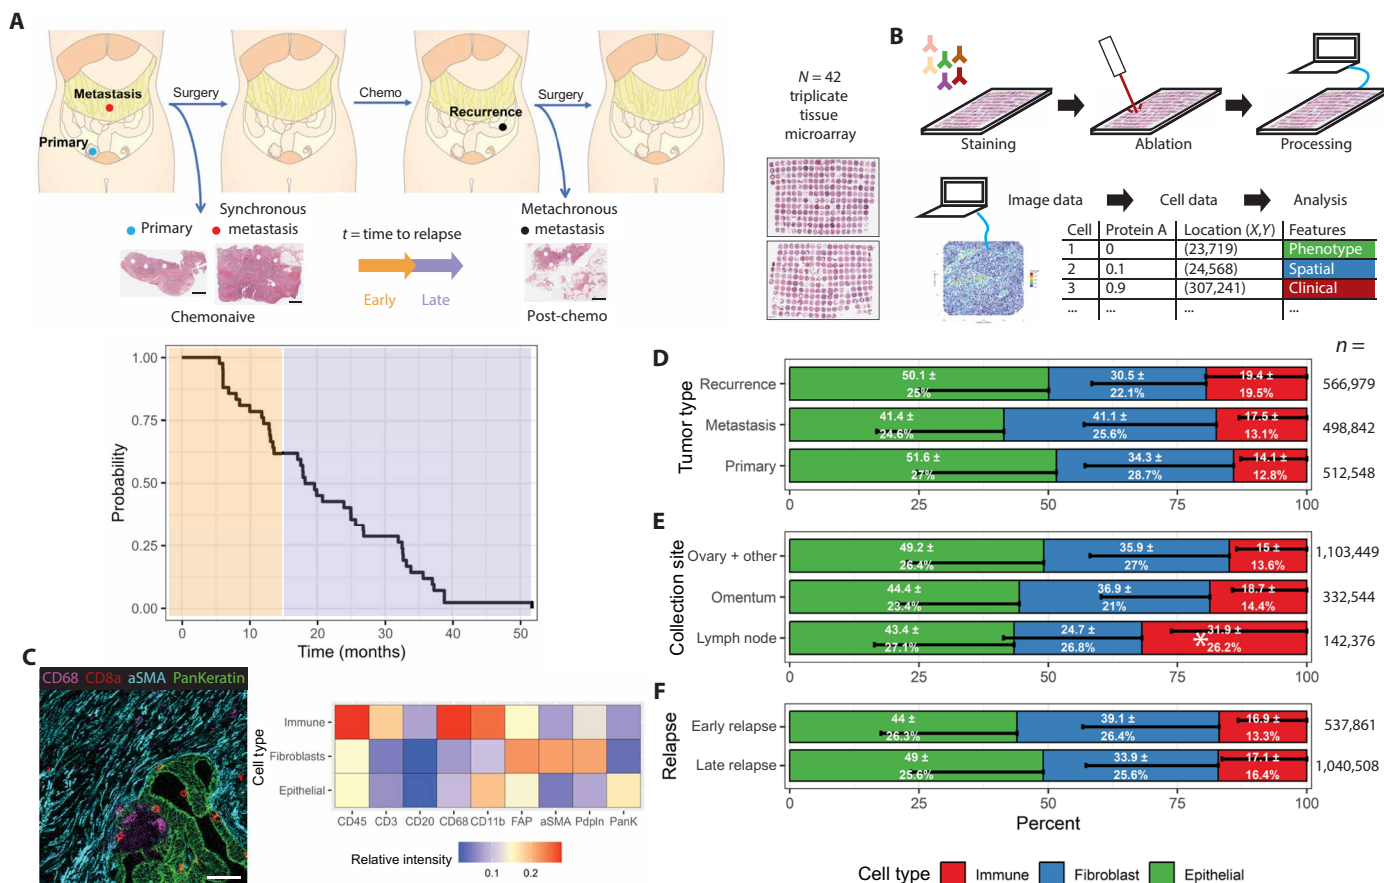 A
Metastasis
Primary
Surgery
Chemo
Recurrence
Surgery
Primary
Synchronous
metastasis
Chemonaive
t = time to relapse
Early
Late
Metachronous
metastasis
Post-chemo
N = 42
triplicate
tissue
microarray
B
Staining
Ablation
Processing
Image data
Cell data
Analysis
Cell Protein A Location (X,Y) Features
1 0 (23,719) Phenotype
2 0.1 (24,568) Spatial
3 0.9 (307,241) Clinical
... ... ... ...
Probability
1.00
0.75
0.50
0.25
0.00
0 10 20 30 40 50
Time (months)
C
CD68 CD8a aSMA PanKeratin
Cell type
Immune
Fibroblasts
Epithelial
CD45 CD3 CD20 CD68 CD11b FAP aSMA Pdpln PanK
Relative intensity
0.1 0.2
D
n =
Tumor type
Recurrence 50.1 ± 25% 30.5 ± 22.1% 19.4 ± 19.5% 566,979
Metastasis 41.4 ± 24.6% 41.1 ± 25.6% 17.5 ± 13.1% 498,842
Primary 51.6 ± 27% 34.3 ± 28.7% 14.1 ± 12.8% 512,548
0 25 50 75 100
E
Collection site
Ovary + other 49.2 ± 26.4% 35.9 ± 27% 15 ± 13.6% 1,103,449
Omentum 44.4 ± 23.4% 36.9 ± 21% 18.7 ± 14.4% 332,544
Lymph node 43.4 ± 27.1% 24.7 ± 26.8% 31.9 ± 26.2% * 142,376
0 25 50 75 100
F
Relapse
Early relapse 44 ± 26.3% 39.1 ± 26.4% 16.9 ± 13.3% 537,861
Late relapse 49 ± 25.6% 33.9 ± 25.6% 17.1 ± 16.4% 1,040,508
0 25 50 75 100
Percent
Cell type Immune Fibroblast Epithelial